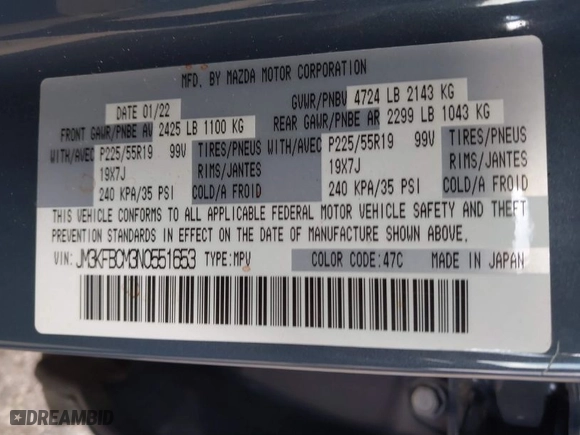 MFD. BY MAZDA MOTOR CORPORATION
DATE 01/22 GVWR/PNBV 4724 LB 2143 KG
FRONT GAWR/PNBE AV 2425 LB 1100 KG REAR GAWR/PNBE AR 2299 LB 1043 KG
WITH/AVEC P225/55R19 99V TIRES/PNEUS WITH/AVEC P225/55R19 99V TIRES/PNEUS
19X7J RIMS/JANTES 19X7J RIMS/JANTES
240 KPA/35 PSI COLD/A FROID 240 KPA/35 PSI COLD/A FROID
THIS VEHICLE CONFORMS TO ALL APPLICABLE FEDERAL MOTOR VEHICLE SAFETY AND THEFT
PREVENTION STANDARDS IN EFFECT ON THE DATE OF MANUFACTURE SHOWN ABOVE.
VIN: JM3KFBCM3N0551653 TYPE:MPV COLOR CODE:47C MADE IN JAPAN
DREAMBID